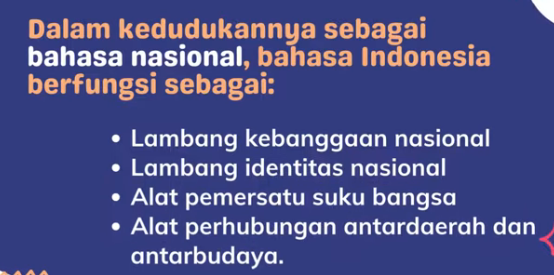 Dalam kedudukannya sebagai
bahasa nasional, bahasa Indonesia
berfungsi sebagai:
• Lambang kebanggaan nasional
• Lambang identitas nasional
• Alat pemersatu suku bangsa
• Alat perhubungan antardaerah dan
antarbudaya.